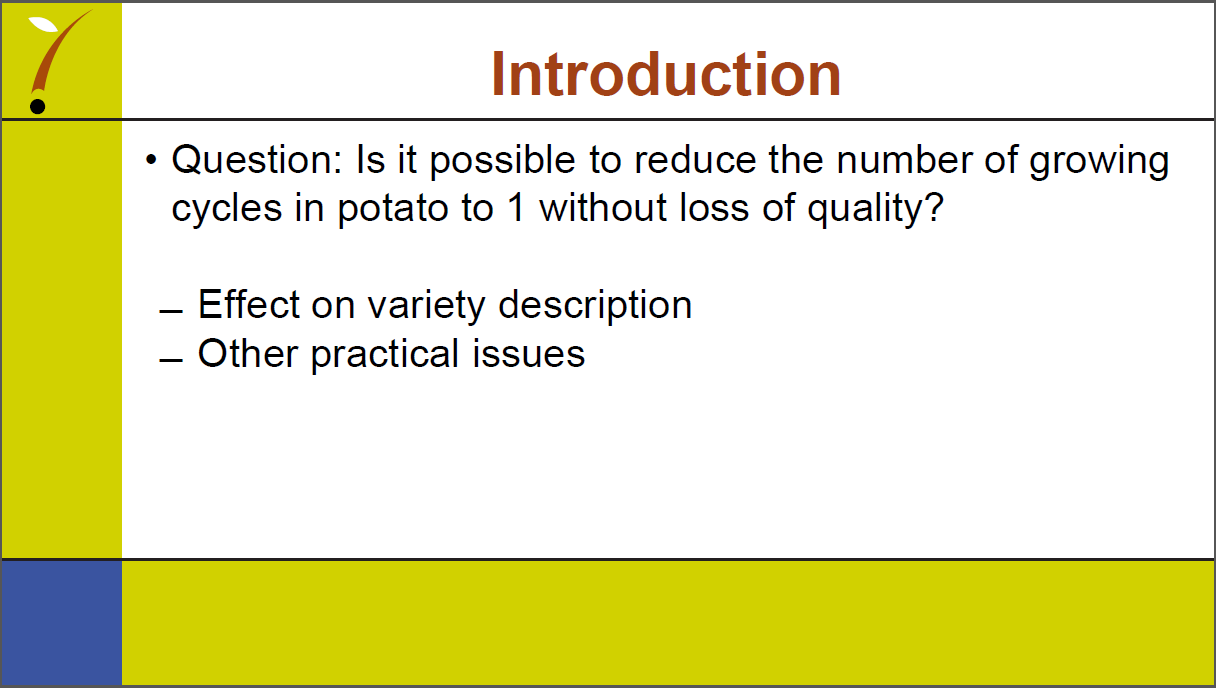 Introduction
• Question: Is it possible to reduce the number of growing
cycles in potato to 1 without loss of quality?
– Effect on variety description
– Other practical issues